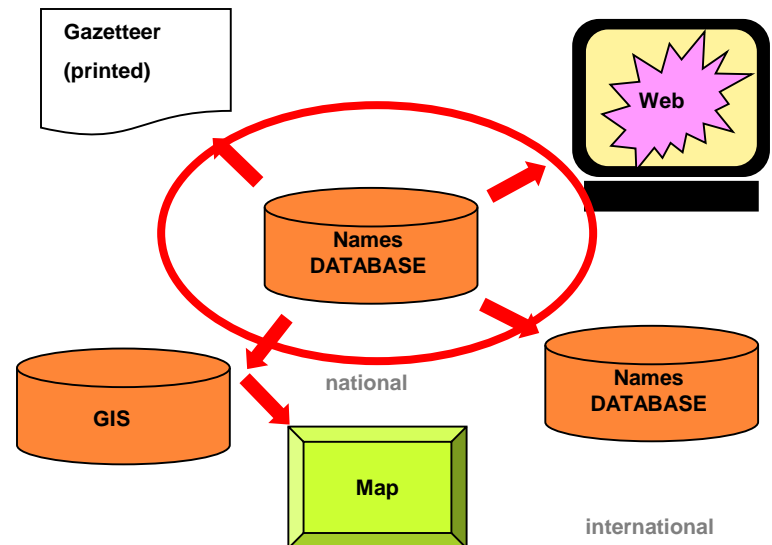 Gazetteer
(printed)
Web
Names
DATABASE
national
Names
DATABASE
GIS
Map
international